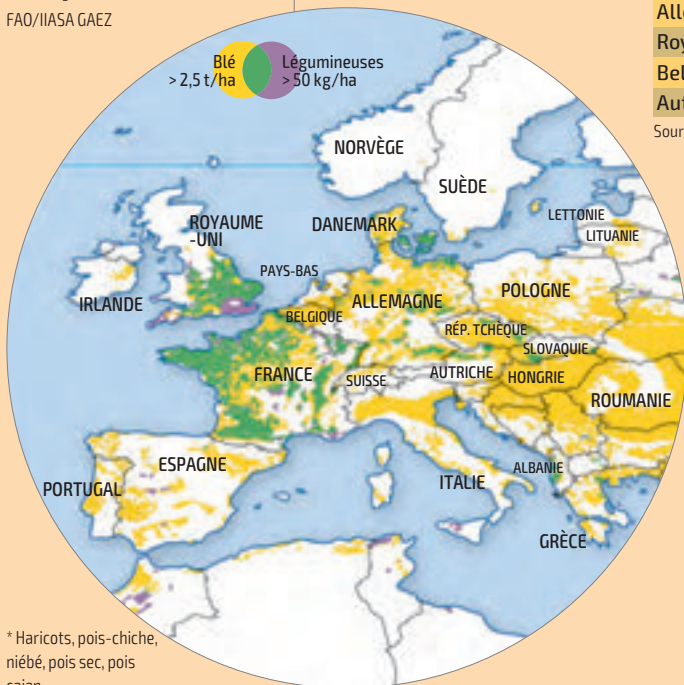 FAO/IIASA GAEZ
Blé
> 2,5 t/ha
Légumineuses
> 50 kg/ha
NORVÈGE
SUÈDE
ROYAUME
-UNI
DANEMARK
LETTONIE
LITUANIE
PAYS-BAS
IRLANDE
BELGIQUE
ALLEMAGNE
POLOGNE
RÉP. TCHÈQUE
SLOVAQUIE
FRANCE
SUISSE
AUTRICHE
HONGRIE
ROUMANIE
ESPAGNE
PORTUGAL
ITALIE
ALBANIE
GRÈCE
* Haricots, pois-chiche,
niébé, pois sec, pois